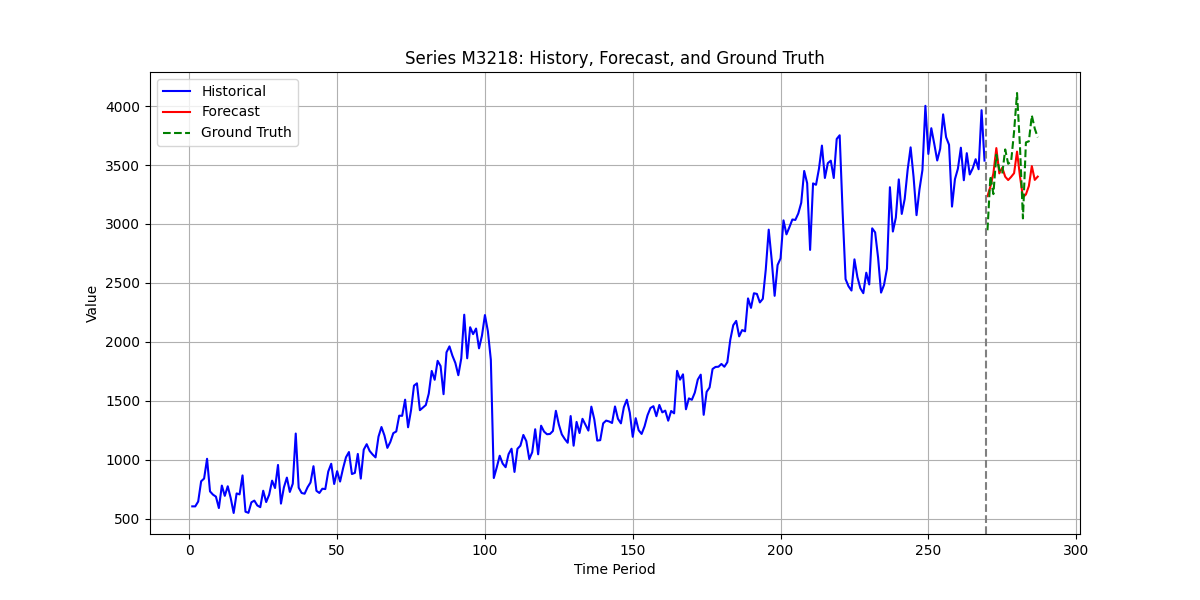 Series M3218: History, Forecast, and Ground Truth
Historical
Forecast
Ground Truth
4000
3500
3000
2500
2000
1500
1000
500
Value
0 50 100 150 200 250 300
Time Period